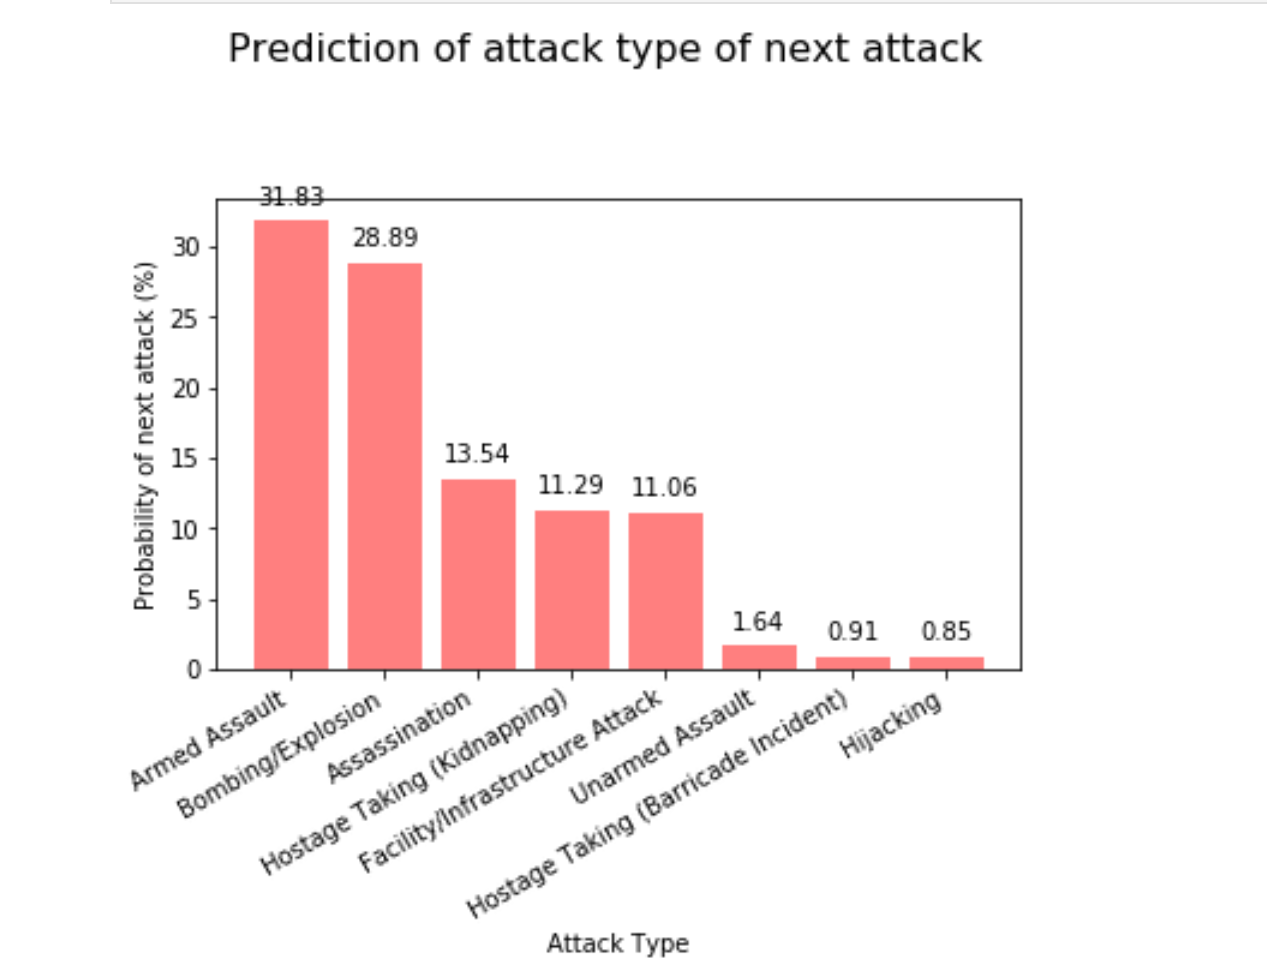 Prediction of attack type of next attack
31.83
28.89
13.54
11.29
11.06
1.64
0.91
0.85
30
25
20
15
10
5
0
Probability of next attack (%)
Armed Assault
Bombing/Explosion
Assassination
Hostage Taking (Kidnapping)
Facility/Infrastructure Attack
Unarmed Assault
Hostage Taking (Barricade Incident)
Hijacking
Attack Type